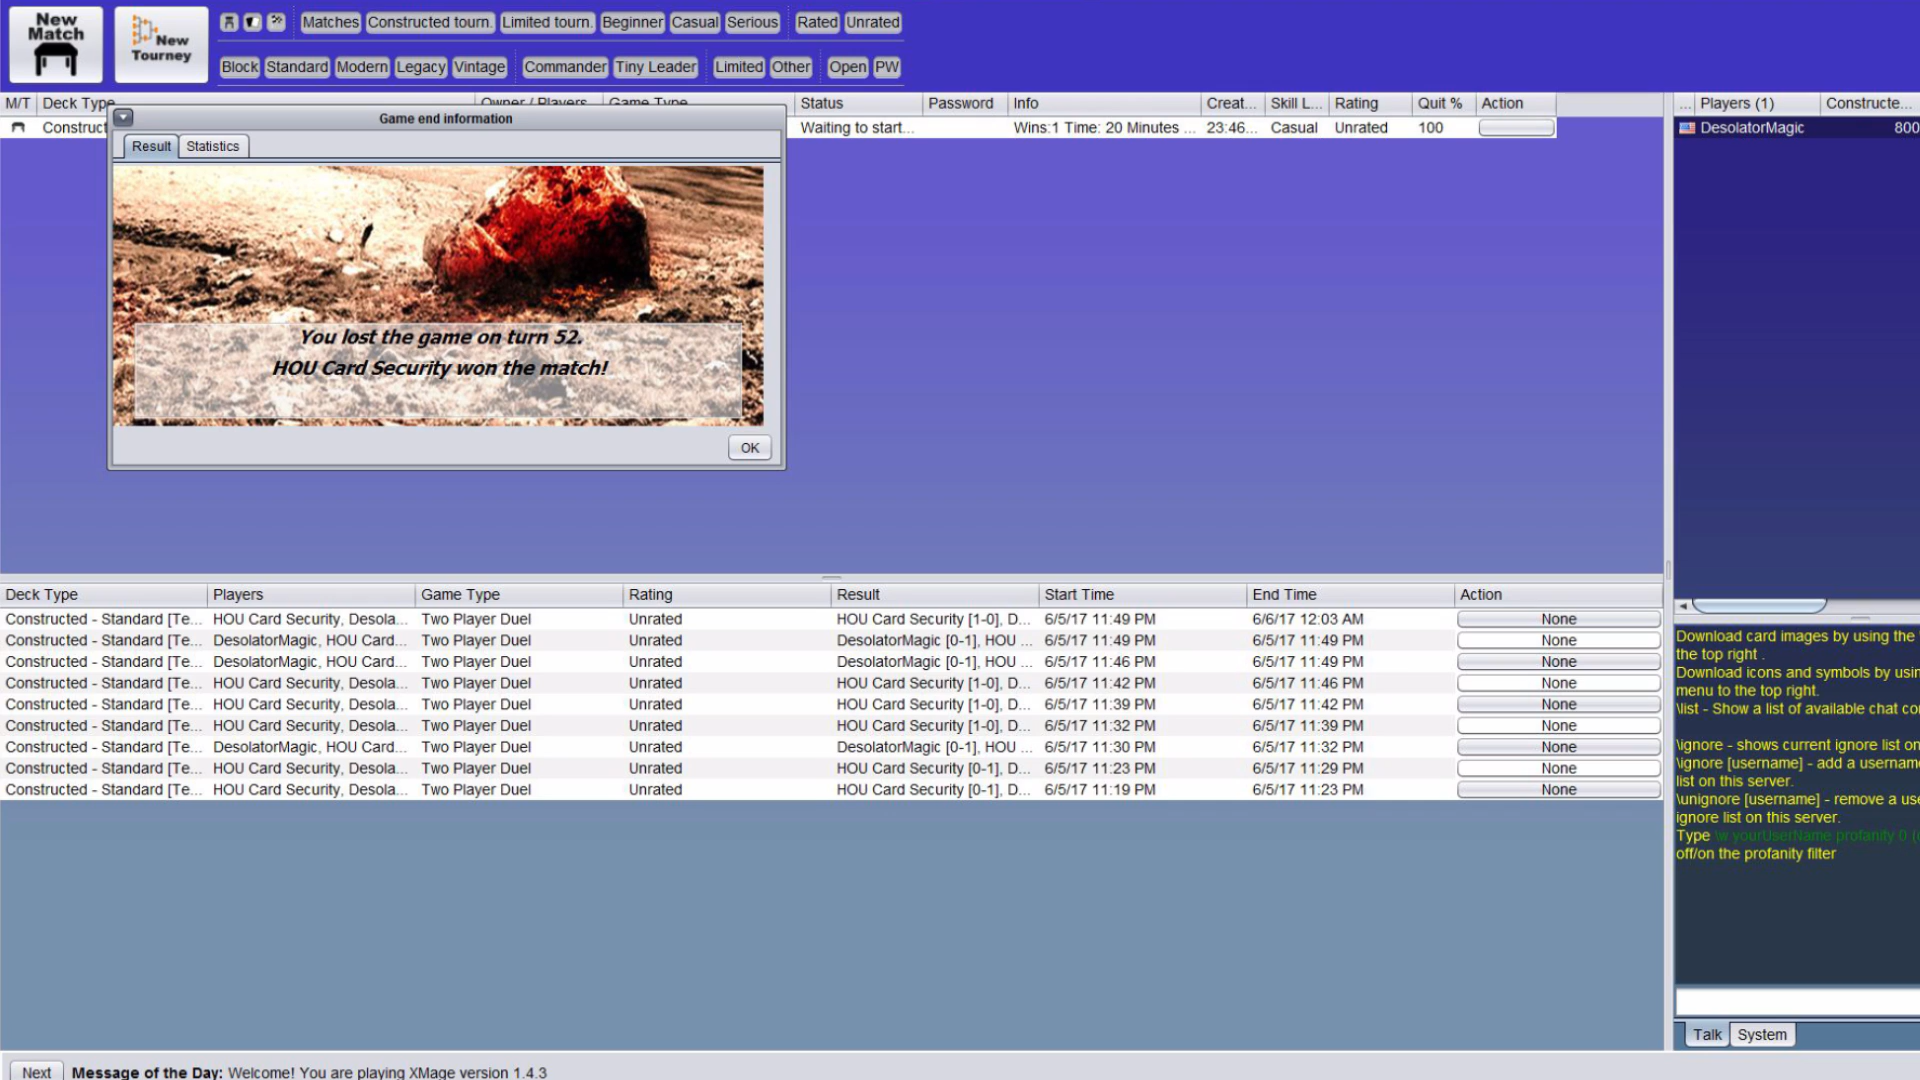 New Match
New Tourney
Matches Constructed tourn. Limited tourn. Beginner Casual Serious Rated Unrated
Block Standard Modern Legacy Vintage Commander Tiny Leader Limited Other Open PW
M/T Deck Type Owner / Players Game Type Status Password Info Creat... Skill L... Rating Quit % Action
Construct Waiting to start... Wins:1 Time: 20 Minutes ... 23:46... Casual Unrated 100
... Players (1) Constructe...
DesolatorMagic 800
Game end information
Result Statistics
You lost the game on turn 52.
HOU Card Security won the match!
OK
Deck Type Players Game Type Rating Result Start Time End Time Action
Constructed - Standard [Te... HOU Card Security, Desola... Two Player Duel Unrated HOU Card Security [1-0], D... 6/5/17 11:49 PM 6/6/17 12:03 AM None
Constructed - Standard [Te... DesolatorMagic, HOU Card... Two Player Duel Unrated DesolatorMagic [0-1], HOU ... 6/5/17 11:49 PM 6/5/17 11:49 PM None
Constructed - Standard [Te... DesolatorMagic, HOU Card... Two Player Duel Unrated DesolatorMagic [0-1], HOU ... 6/5/17 11:46 PM 6/5/17 11:49 PM None
Constructed - Standard [Te... HOU Card Security, Desola... Two Player Duel Unrated HOU Card Security [1-0], D... 6/5/17 11:42 PM 6/5/17 11:46 PM None
Constructed - Standard [Te... HOU Card Security, Desola... Two Player Duel Unrated HOU Card Security [1-0], D... 6/5/17 11:39 PM 6/5/17 11:42 PM None
Constructed - Standard [Te... HOU Card Security, Desola... Two Player Duel Unrated HOU Card Security [1-0], D... 6/5/17 11:32 PM 6/5/17 11:39 PM None
Constructed - Standard [Te... DesolatorMagic, HOU Card... Two Player Duel Unrated DesolatorMagic [0-1], HOU ... 6/5/17 11:30 PM 6/5/17 11:32 PM None
Constructed - Standard [Te... HOU Card Security, Desola... Two Player Duel Unrated HOU Card Security [0-1], D... 6/5/17 11:23 PM 6/5/17 11:29 PM None
Constructed - Standard [Te... HOU Card Security, Desola... Two Player Duel Unrated HOU Card Security [0-1], D... 6/5/17 11:19 PM 6/5/17 11:23 PM None
Download card images by using the
the top right .
Download icons and symbols by usin
menu to the top right.
\list - Show a list of available chat co
\ignore - shows current ignore list on
\ignore [username] - add a username
list on this server.
\unignore [username] - remove a use
ignore list on this server.
Type \w yourUserName profanity 0 (
off/on the profanity filter
Talk System
Next Message of the Day: Welcome! You are playing XMage version 1.4.3